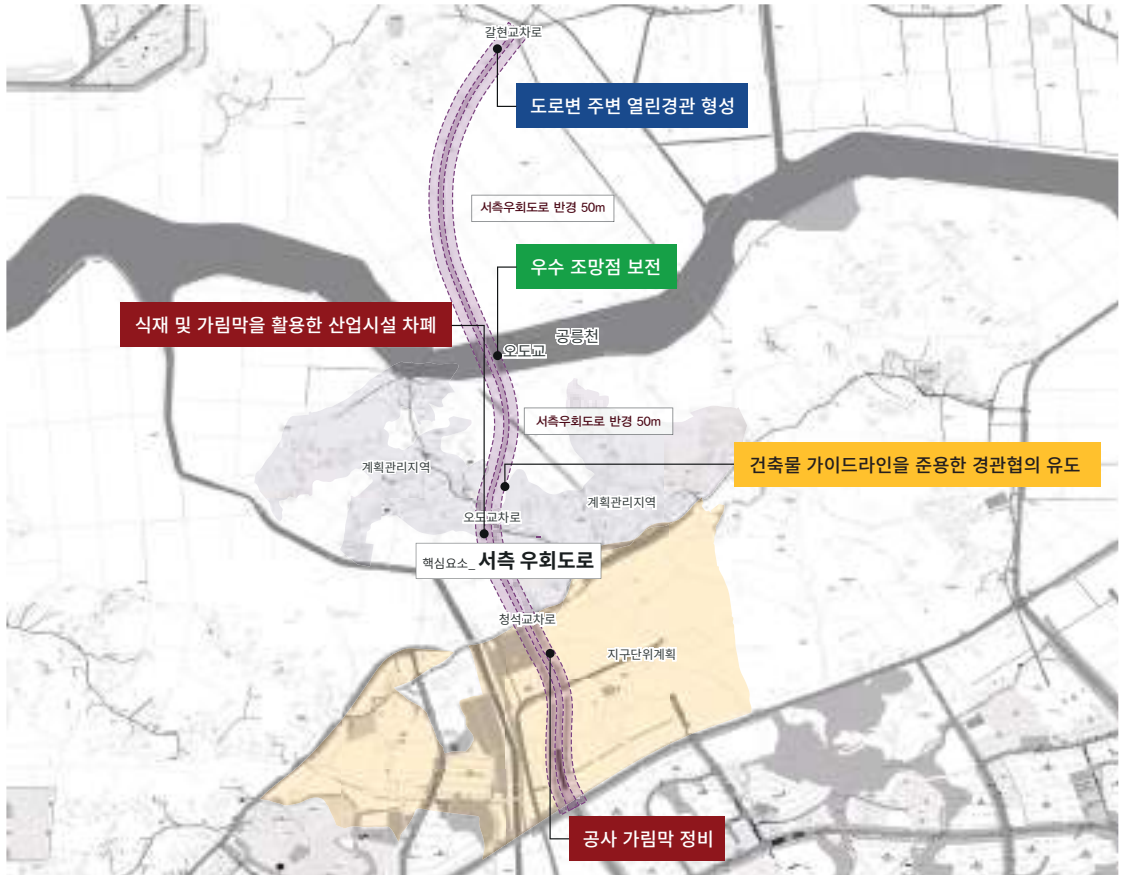 갈현교차로
도로변 주변 열린경관 형성
서측우회도로 반경 50m
우수 조망점 보전
식재 및 가림막을 활용한 산업시설 차폐
공릉천
오도교
서측우회도로 반경 50m
건축물 가이드라인을 준용한 경관협의 유도
계획관리지역
계획관리지역
오도교차로
핵심요소_ 서측 우회도로
청석교차로
지구단위계획
공사 가림막 정비